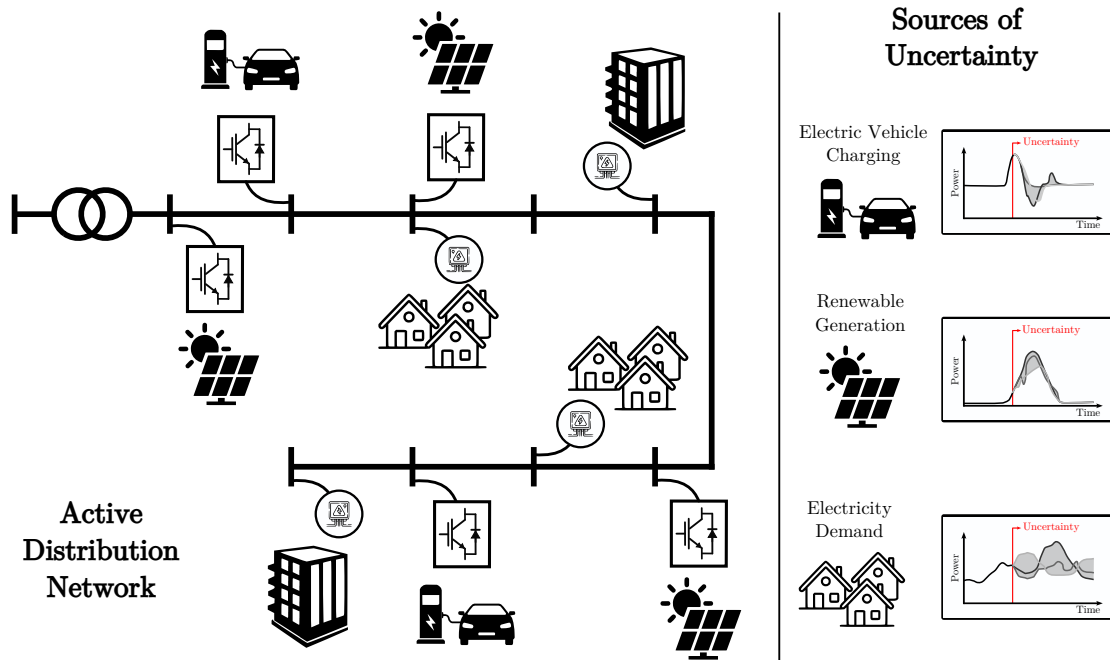 Active
Distribution
Network
Sources of
Uncertainty
Electric Vehicle
Charging
Power
Uncertainty
Time
Renewable
Generation
Power
Uncertainty
Time
Electricity
Demand
Power
Uncertainty
Time